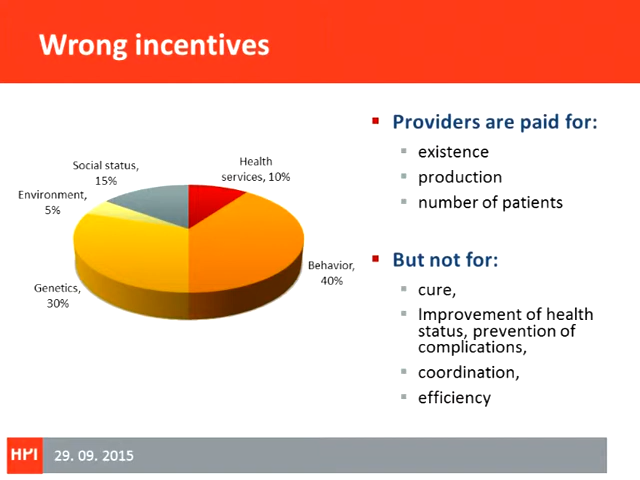 Wrong incentives
Social status,
15%
Health
services, 10%
Environment,
5%
Behavior,
40%
Genetics,
30%
Providers are paid for:
existence
production
number of patients
But not for:
cure,
Improvement of health
status, prevention of
complications,
coordination,
efficiency
HPI
29. 09. 2015